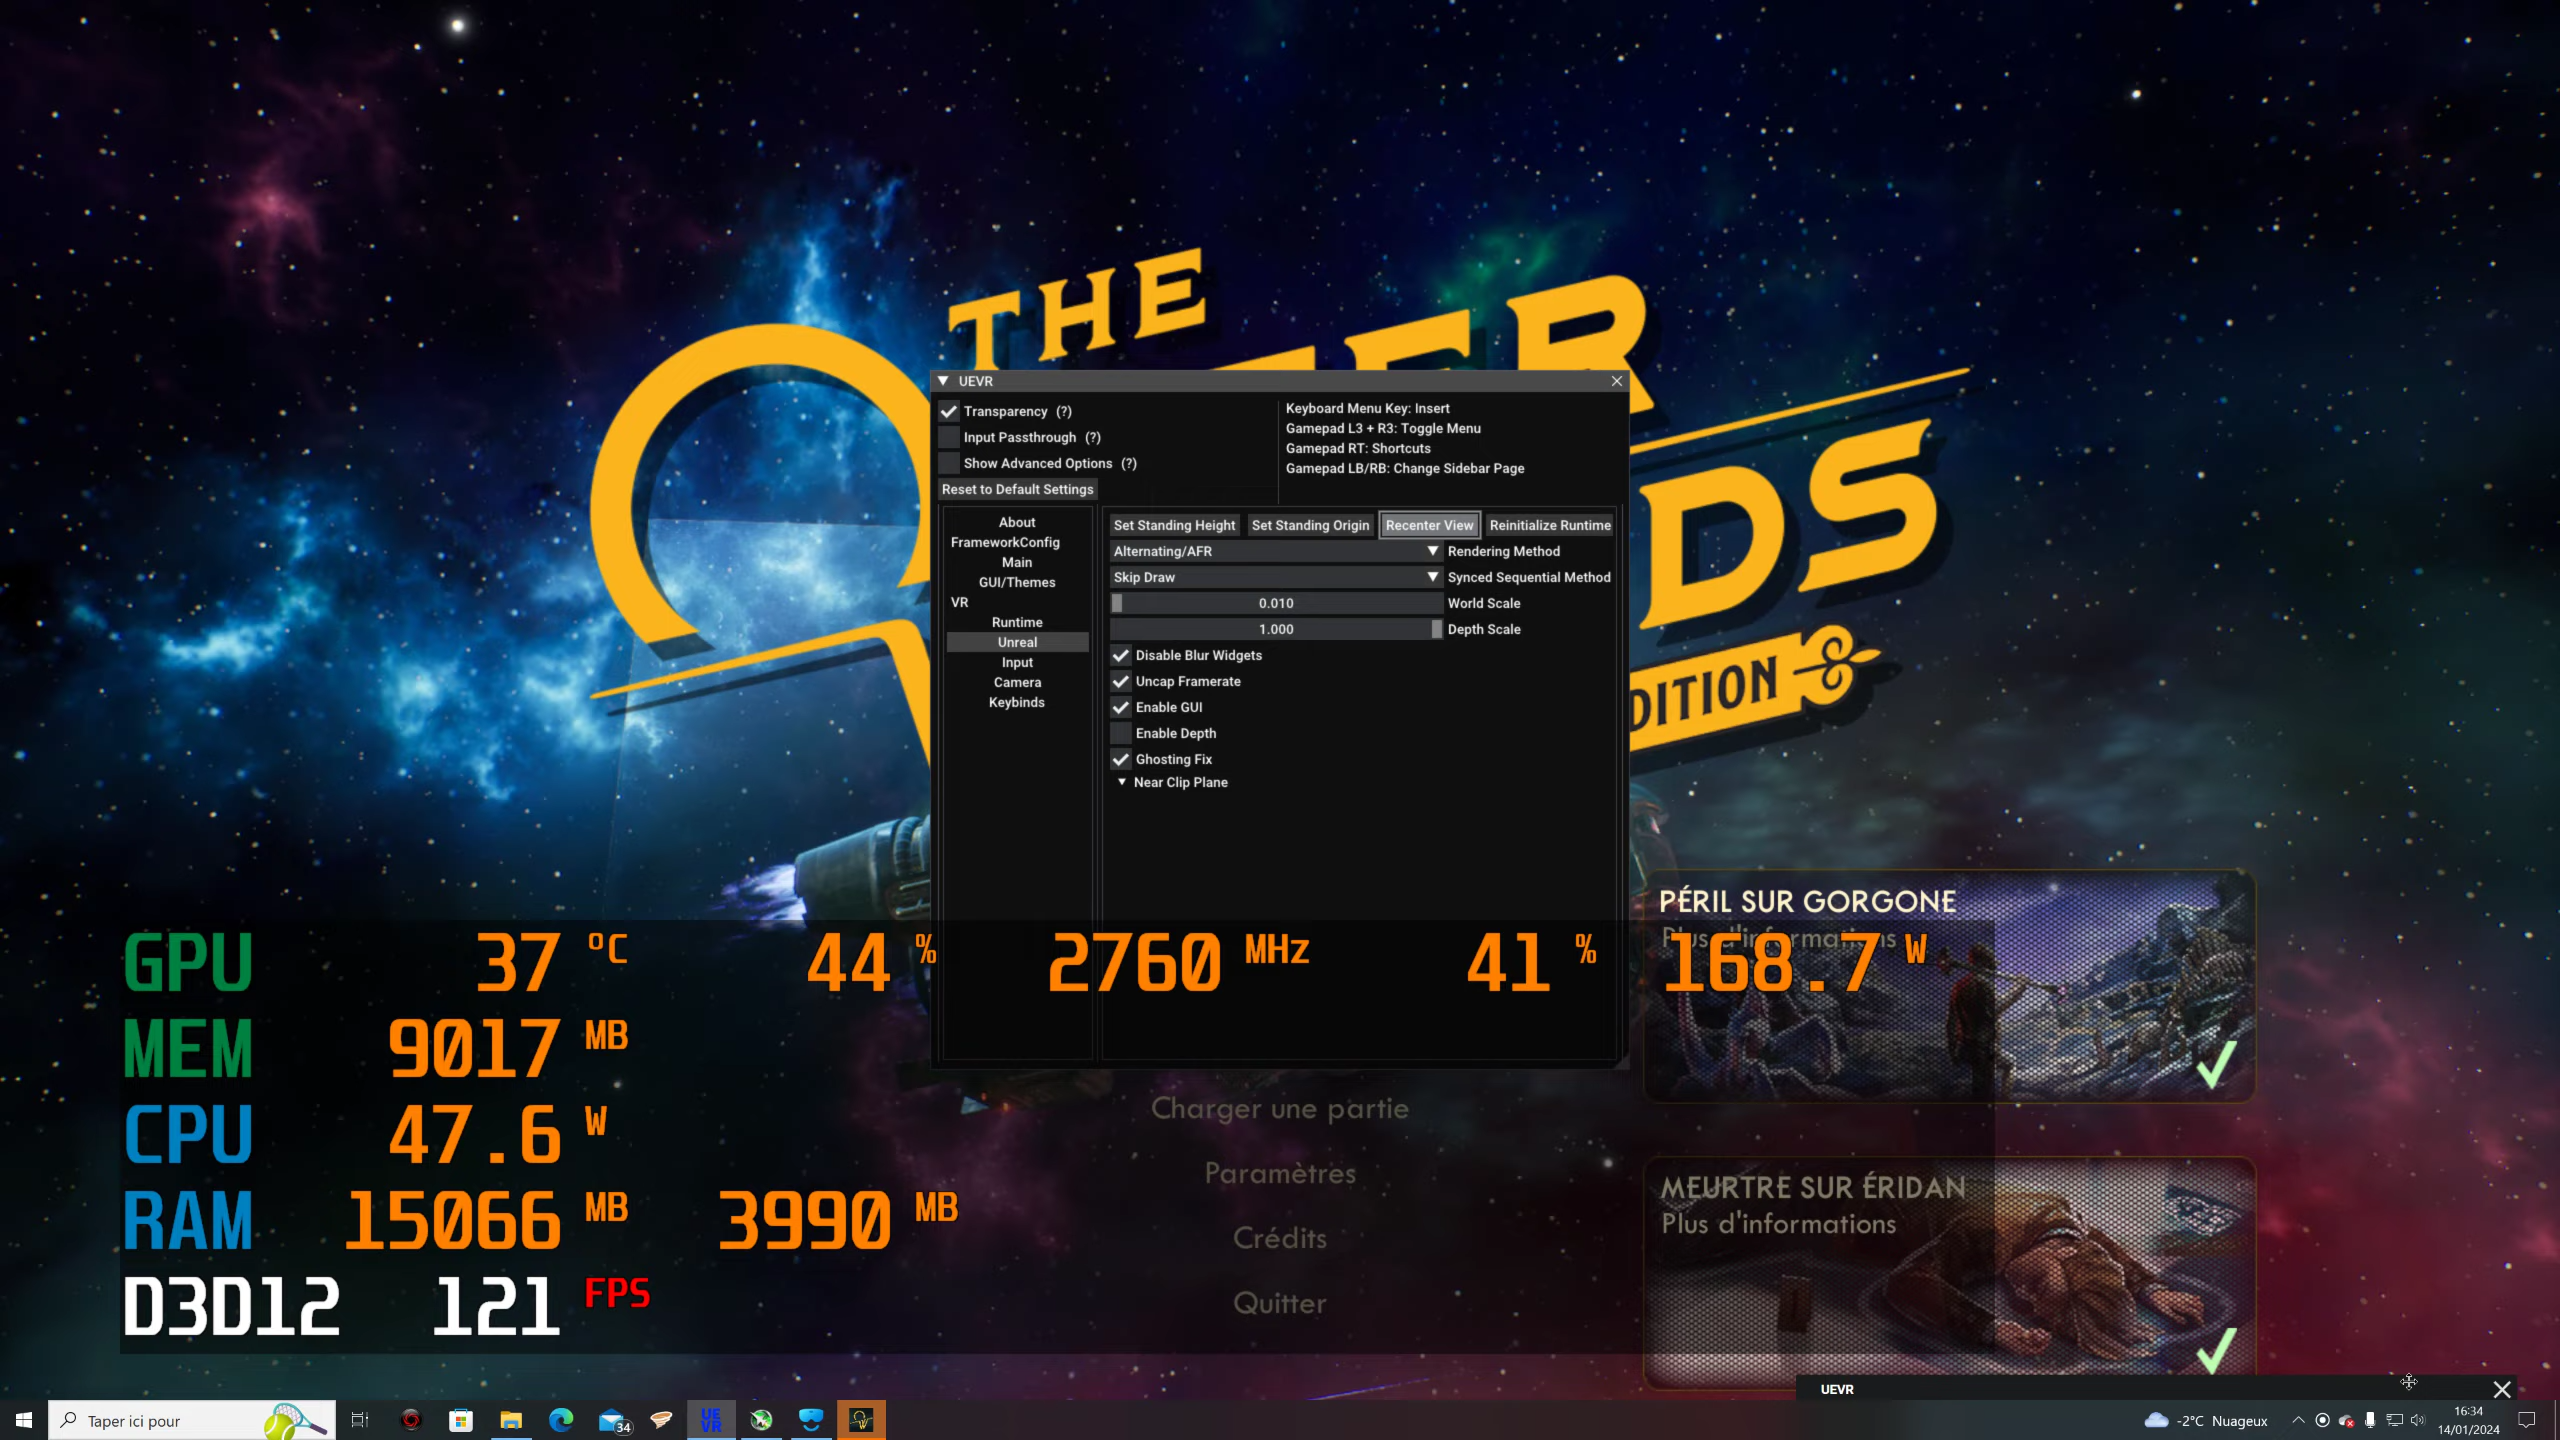 THE
DS
DITION
UEVR
Transparency (?)
Input Passthrough (?)
Show Advanced Options (?)
Reset to Default Settings
Keyboard Menu Key: Insert
Gamepad L3 + R3: Toggle Menu
Gamepad RT: Shortcuts
Gamepad LB/RB: Change Sidebar Page
About
FrameworkConfig
Main
GUI/Themes
VR
Runtime
Unreal
Input
Camera
Keybinds
Set Standing Height Set Standing Origin Recenter View Reinitialize Runtime
Alternating/AFR Rendering Method
Skip Draw Synced Sequential Method
0.010 World Scale
1.000 Depth Scale
Disable Blur Widgets
Uncap Framerate
Enable GUI
Enable Depth
Ghosting Fix
Near Clip Plane
GPU 37 °C 44 % 2760 MHz 41 % 168.7 W
MEM 9017 MB
CPU 47.6 W
RAM 15066 MB 3990 MB
D3D12 121 FPS
Charger une partie
Paramètres
Crédits
Quitter
PÉRIL SUR GORGONE
Plus d'informations
MEURTRE SUR ÉRIDAN
Plus d'informations
UEVR
Taper ici pour
34
UE
VR
-2°C Nuageux
16:34
14/01/2024